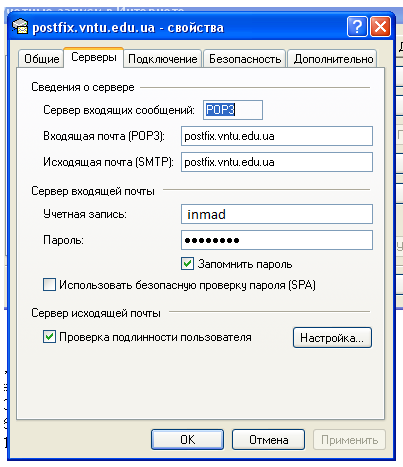 postfix.vntu.edu.ua - свойства
Общие Серверы Подключение Безопасность Дополнительно
Сведения о сервере
Сервер входящих сообщений: POP3
Входящая почта (POP3): postfix.vntu.edu.ua
Исходящая почта (SMTP): postfix.vntu.edu.ua
Сервер входящей почты
Учетная запись: inmad
Пароль: ●●●●●●●●
Запомнить пароль
Использовать безопасную проверку пароля (SPA)
Сервер исходящей почты
Проверка подлинности пользователя Настройка...
OK Отмена Применить